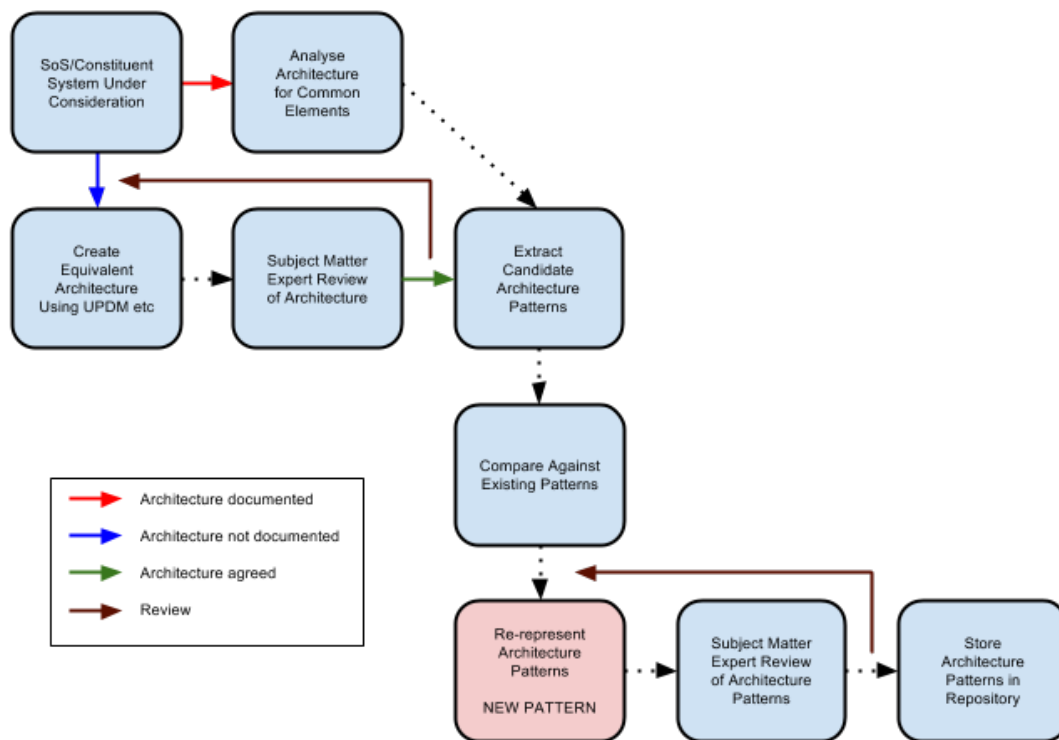 SoS/Constituent
System Under
Consideration
Analyse
Architecture
for Common
Elements
Create
Equivalent
Architecture
Using UPDM etc
Subject Matter
Expert Review
of Architecture
Extract
Candidate
Architecture
Patterns
Compare Against
Existing Patterns
Architecture documented
Architecture not documented
Architecture agreed
Review
Re-represent
Architecture
Patterns
NEW PATTERN
Subject Matter
Expert Review
of Architecture
Patterns
Store
Architecture
Patterns in
Repository